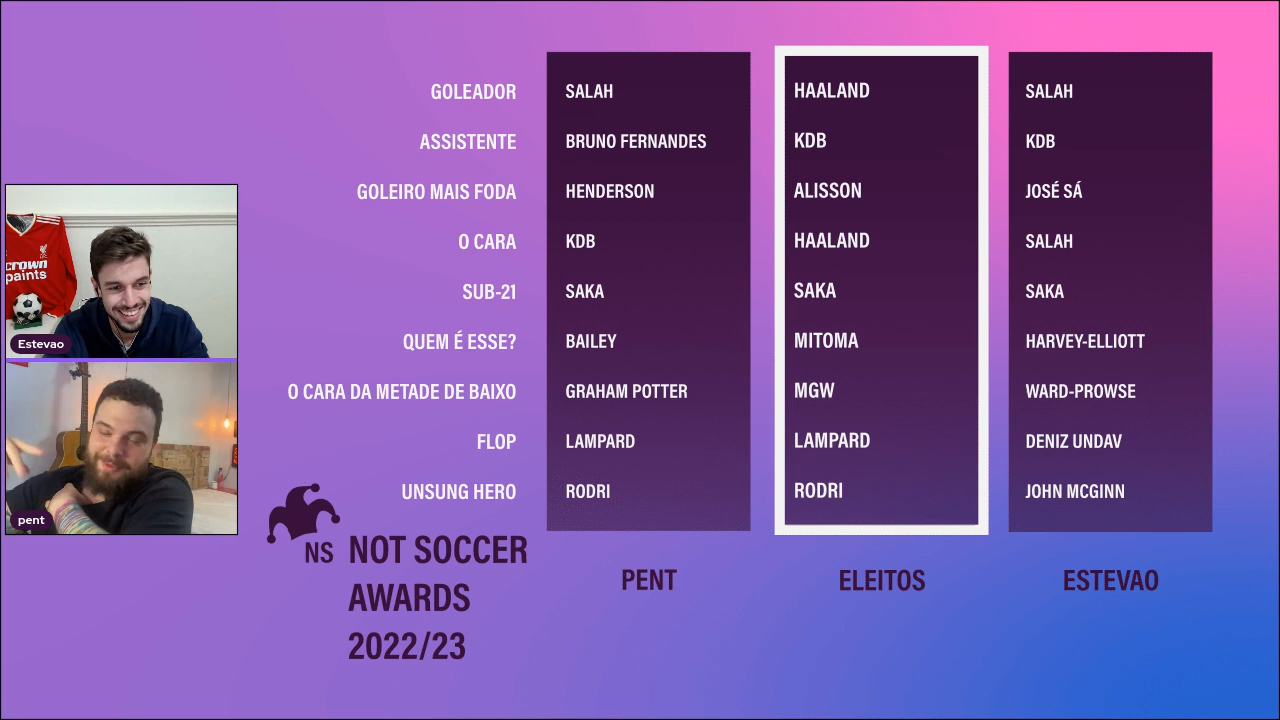 GOLEADOR SALAH HAALAND SALAH
ASSISTENTE BRUNO FERNANDES KDB KDB
GOLEIRO MAIS FODA HENDERSON ALISSON JOSÉ SÁ
O CARA KDB HAALAND SALAH
SUB-21 SAKA SAKA SAKA
QUEM É ESSE? BAILEY MITOMA HARVEY-ELLIOTT
O CARA DA METADE DE BAIXO GRAHAM POTTER MGW WARD-PROWSE
FLOP LAMPARD LAMPARD DENIZ UNDAV
UNSUNG HERO RODRI RODRI JOHN MCGINN
PENT ELEITOS ESTEVAO
NS NOT SOCCER
AWARDS
2022/23
crown
paints
Estevao
pent